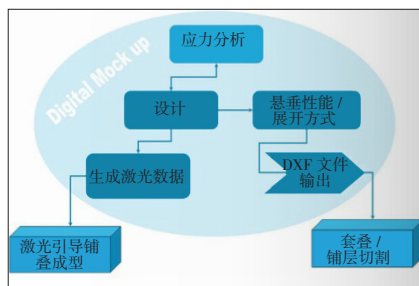 Digital Mock up
应力分析
设计
悬垂性能 /
展开方式
生成激光数据
DXF 文件
输出
激光引导铺
叠成型
套叠 /
铺层切割